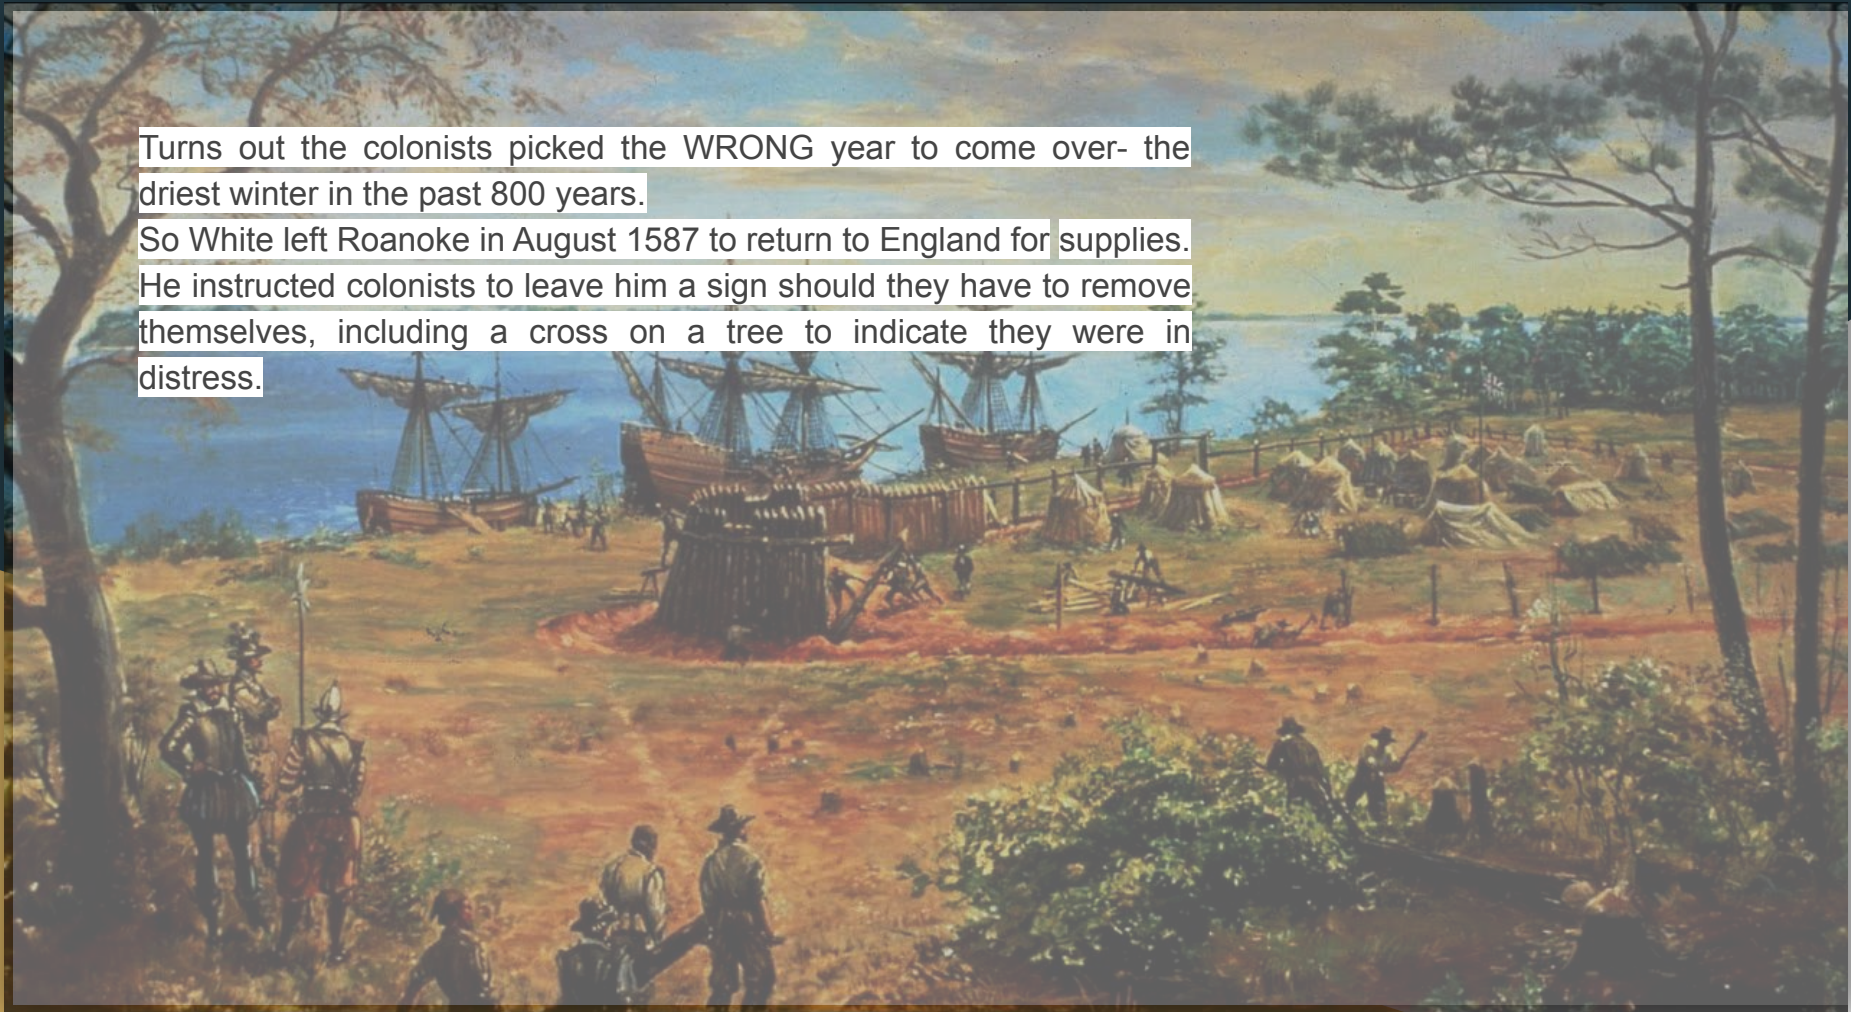 Turns out the colonists picked the WRONG year to come over- the
driest winter in the past 800 years.
So White left Roanoke in August 1587 to return to England for supplies.
He instructed colonists to leave him a sign should they have to remove
themselves, including a cross on a tree to indicate they were in
distress.